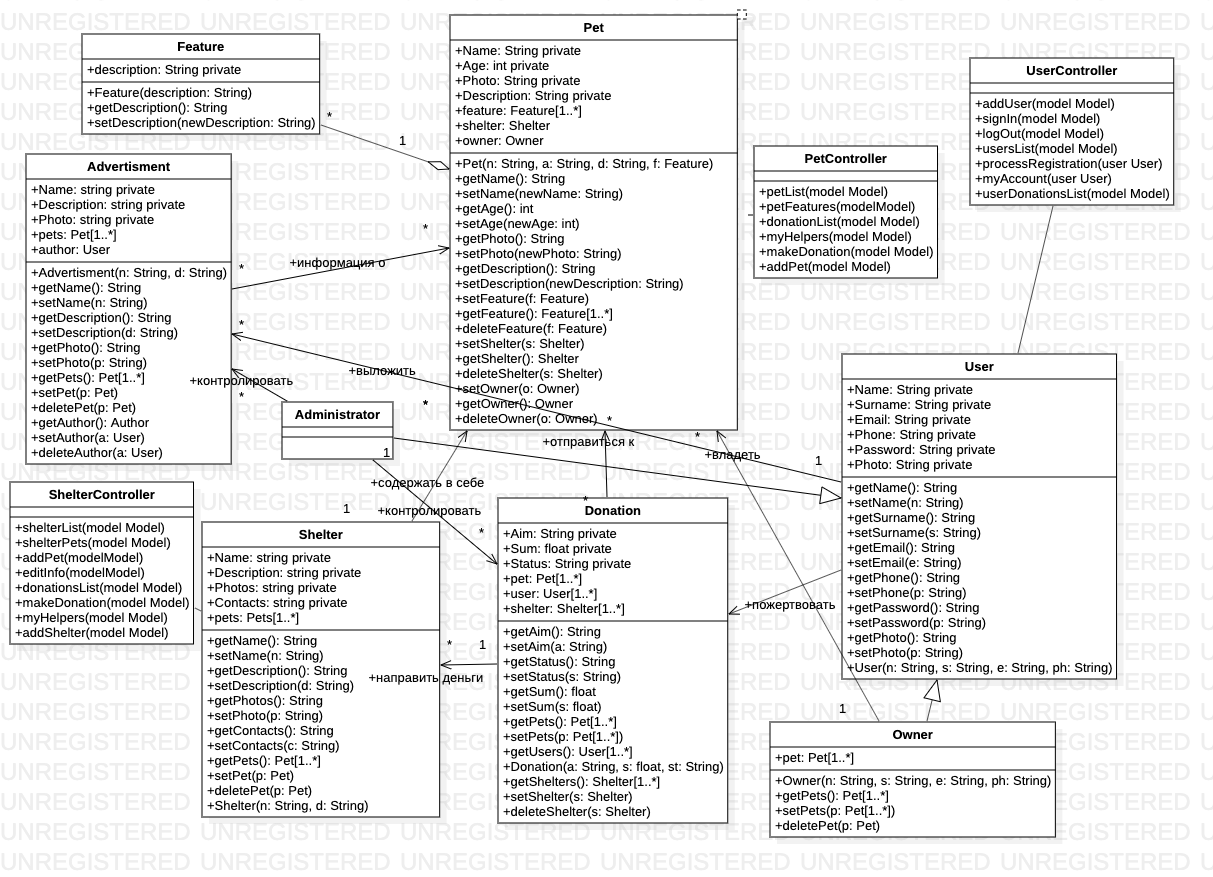 Feature
+description: String private
+Feature(description: String)
+getDescription(): String
+setDescription(newDescription: String)
*
1
Pet
+Name: String private
+Age: int private
+Photo: String private
+Description: String private
+feature: Feature[1..*]
+shelter: Shelter
+owner: Owner
+Pet(n: String, a: String, d: String, f: Feature)
+getName(): String
+setName(newName: String)
+getAge(): int
+setAge(newAge: int)
+getPhoto(): String
+setPhoto(newPhoto: String)
+getDescription(): String
+setDescription(newDescription: String)
+setFeature(f: Feature)
+getFeature(): Feature[1..*]
+deleteFeature(f: Feature)
+setShelter(s: Shelter)
+getShelter(): Shelter
+deleteShelter(s: Shelter)
+setOwner(o: Owner)
+getOwner(): Owner
+deleteOwner(o: Owner)
UserController
+addUser(model Model)
+signIn(model Model)
+logOut(model Model)
+usersList(model Model)
+processRegistration(user User)
+myAccount(user User)
+userDonationsList(model Model)
PetController
+petList(model Model)
+petFeatures(modelModel)
+donationList(model Model)
+myHelpers(model Model)
+makeDonation(model Model)
+addPet(model Model)
Advertisment
+Name: string private
+Description: string private
+Photo: string private
+pets: Pet[1..*]
+author: User
+Advertisment(n: String, d: String)
+getName(): String
+setName(n: String)
+getDescription(): String
+setDescription(d: String)
+getPhoto(): String
+setPhoto(p: String)
+getPets(): Pet[1..*]
+setPet(p: Pet)
+deletePet(p: Pet)
+getAuthor(): Author
+setAuthor(a: User)
+deleteAuthor(a: User)
*
+информация о
*
*
+выложить
1
+контролировать
*
*
Administrator
1
+содержать в себе
+контролировать
*
1
+отправиться к
*
*
*
+владеть
1
+пожертвовать
User
+Name: String private
+Surname: String private
+Email: String private
+Phone: String private
+Password: String private
+Photo: String private
+getName(): String
+setName(n: String)
+getSurname(): String
+setSurname(s: String)
+getEmail(): String
+setEmail(e: String)
+getPhone(): String
+setPhone(p: String)
+getPassword(): String
+setPassword(p: String)
+getPhoto(): String
+setPhoto(p: String)
+User(n: String, s: String, e: String, ph: String)
ShelterController
+shelterList(model Model)
+shelterPets(model Model)
+addPet(modelModel)
+editInfo(modelModel)
+donationsList(model Model)
+makeDonation(model Model)
+myHelpers(model Model)
+addShelter(model Model)
Shelter
+Name: string private
+Description: string private
+Photos: string private
+Contacts: string private
+pets: Pets[1..*]
+getName(): String
+setName(n: String)
+getDescription(): String
+setDescription(d: String)
+getPhotos(): String
+setPhoto(p: String)
+getContacts(): String
+setContacts(c: String)
+getPets(): Pet[1..*]
+setPet(p: Pet)
+deletePet(p: Pet)
+Shelter(n: String, d: String)
*
1
+направить деньги
Donation
+Aim: String private
+Sum: float private
+Status: String private
+pet: Pet[1..*]
+user: User[1..*]
+shelter: Shelter[1..*]
+getAim(): String
+setAim(a: String)
+getStatus(): String
+setStatus(s: String)
+getSum(): float
+setSum(s: float)
+getPets(): Pet[1..*]
+setPets(p: Pet[1..*])
+getUsers(): User[1..*]
+Donation(a: String, s: float, st: String)
+getShelters(): Shelter[1..*]
+setShelter(s: Shelter)
+deleteShelter(s: Shelter)
Owner
+pet: Pet[1..*]
+Owner(n: String, s: String, e: String, ph: String)
+getPets(): Pet[1..*]
+setPets(p: Pet[1..*])
+deletePet(p: Pet)
UNREGISTERED